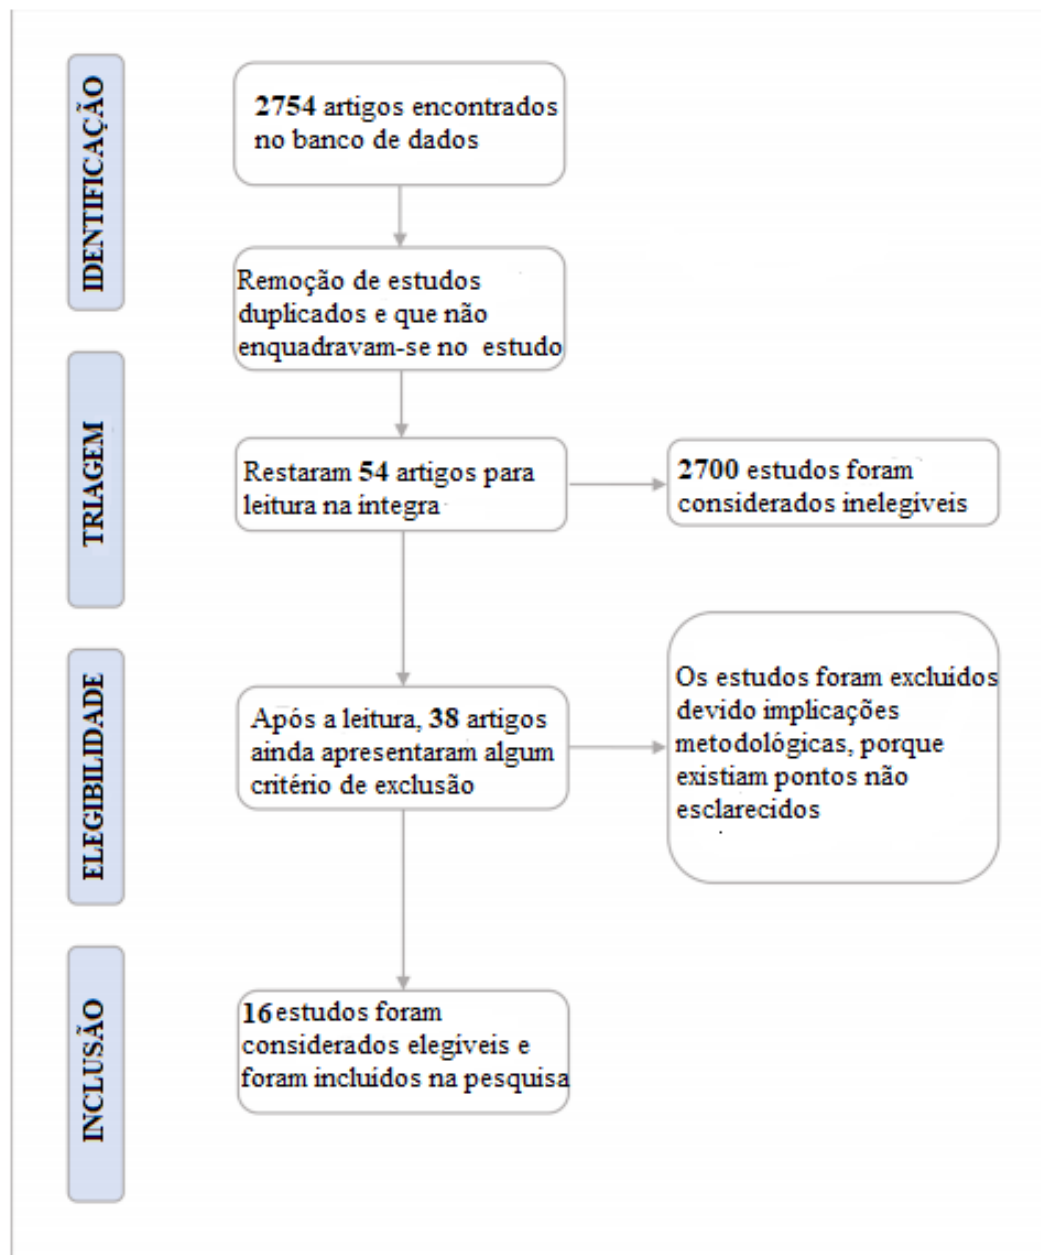 IDENTIFICAÇÃO
2754 artigos encontrados
no banco de dados
Remoção de estudos
duplicados e que não
enquadravam-se no estudo
TRIAGEM
Restaram 54 artigos para
leitura na íntegra
2700 estudos foram
considerados inelegíveis
ELEGIBILIDADE
Após a leitura, 38 artigos
ainda apresentaram algum
critério de exclusão
Os estudos foram excluídos
devido implicações
metodológicas, porque
existiam pontos não
esclarecidos
.
INCLUSÃO
16 estudos foram
considerados elegíveis e
foram incluídos na pesquisa